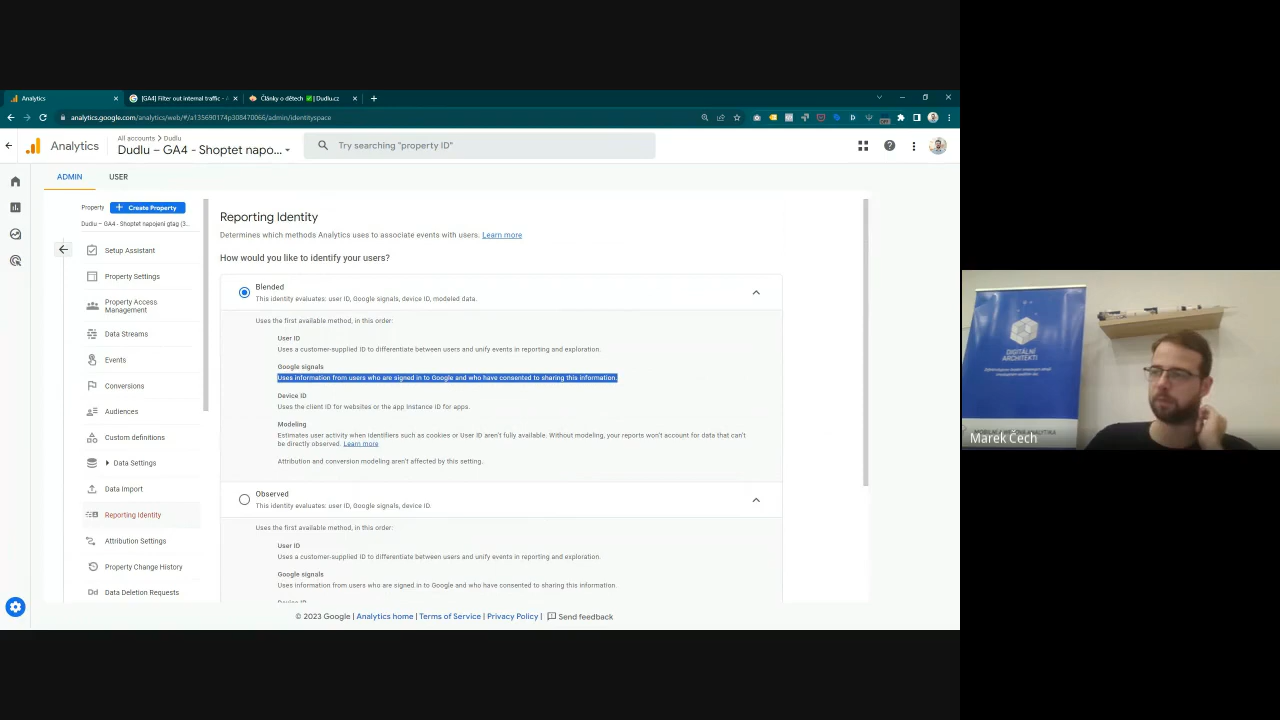 Analytics
[GA4] Filter out internal traffic - 
Články o dětech ✅ | Dudlu.cz
analytics.google.com/analytics/web/#/a135690174p308470066/admin/identityspace
Analytics
All accounts > Dudlu
Dudlu – GA4 - Shoptet napo...
Try searching "property ID"
ADMIN
USER
Property
+ Create Property
Dudlu – GA4 - Shoptet napojeni gtag (3...
Setup Assistant
Property Settings
Property Access
Management
Data Streams
Events
Conversions
Audiences
Custom definitions
Data Settings
Data Import
Reporting Identity
Attribution Settings
Property Change History
Data Deletion Requests
Reporting Identity
Determines which methods Analytics uses to associate events with users. Learn more
How would you like to identify your users?
Blended
This identity evaluates: user ID, Google signals, device ID, modeled data.
Uses the first available method, in this order:
User ID
Uses a customer-supplied ID to differentiate between users and unify events in reporting and exploration.
Google signals
Uses information from users who are signed in to Google and who have consented to sharing this information.
Device ID
Uses the client ID for websites or the app instance ID for apps.
Modeling
Estimates user activity when identifiers such as cookies or User ID aren't fully available. Without modeling, your reports won't account for data that can't
be directly observed. Learn more
Attribution and conversion modeling aren't affected by this setting.
Observed
This identity evaluates: user ID, Google signals, device ID.
Uses the first available method, in this order:
User ID
Uses a customer-supplied ID to differentiate between users and unify events in reporting and exploration.
Google signals
Uses information from users who are signed in to Google and who have consented to sharing this information.
Device ID
© 2023 Google | Analytics home | Terms of Service | Privacy Policy | Send feedback
DIGITÁLNÍ
ARCHITEKTI
Marek Čech